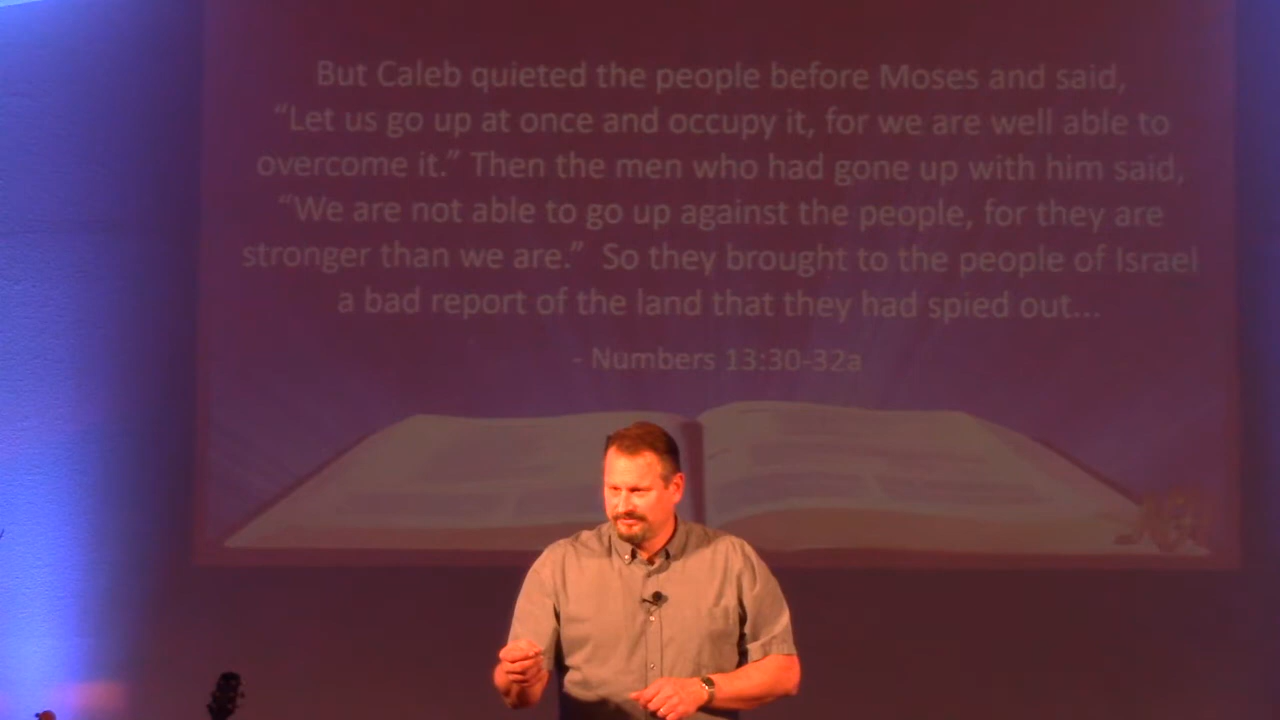 But Caleb quieted the people before Moses and said,
“Let us go up at once and occupy it, for we are well able to
overcome it.” Then the men who had gone up with him said,
“We are not able to go up against the people, for they are
stronger than we are.”  So they brought to the people of Israel
a bad report of the land that they had spied out...
- Numbers 13:30-32a